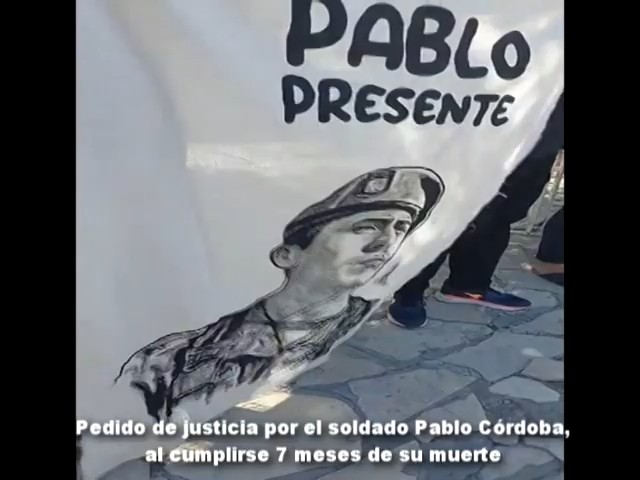 PABLO
PRESENTE
Pedido de justicia por el soldado Pablo Córdoba,
al cumplirse 7 meses de su muerte